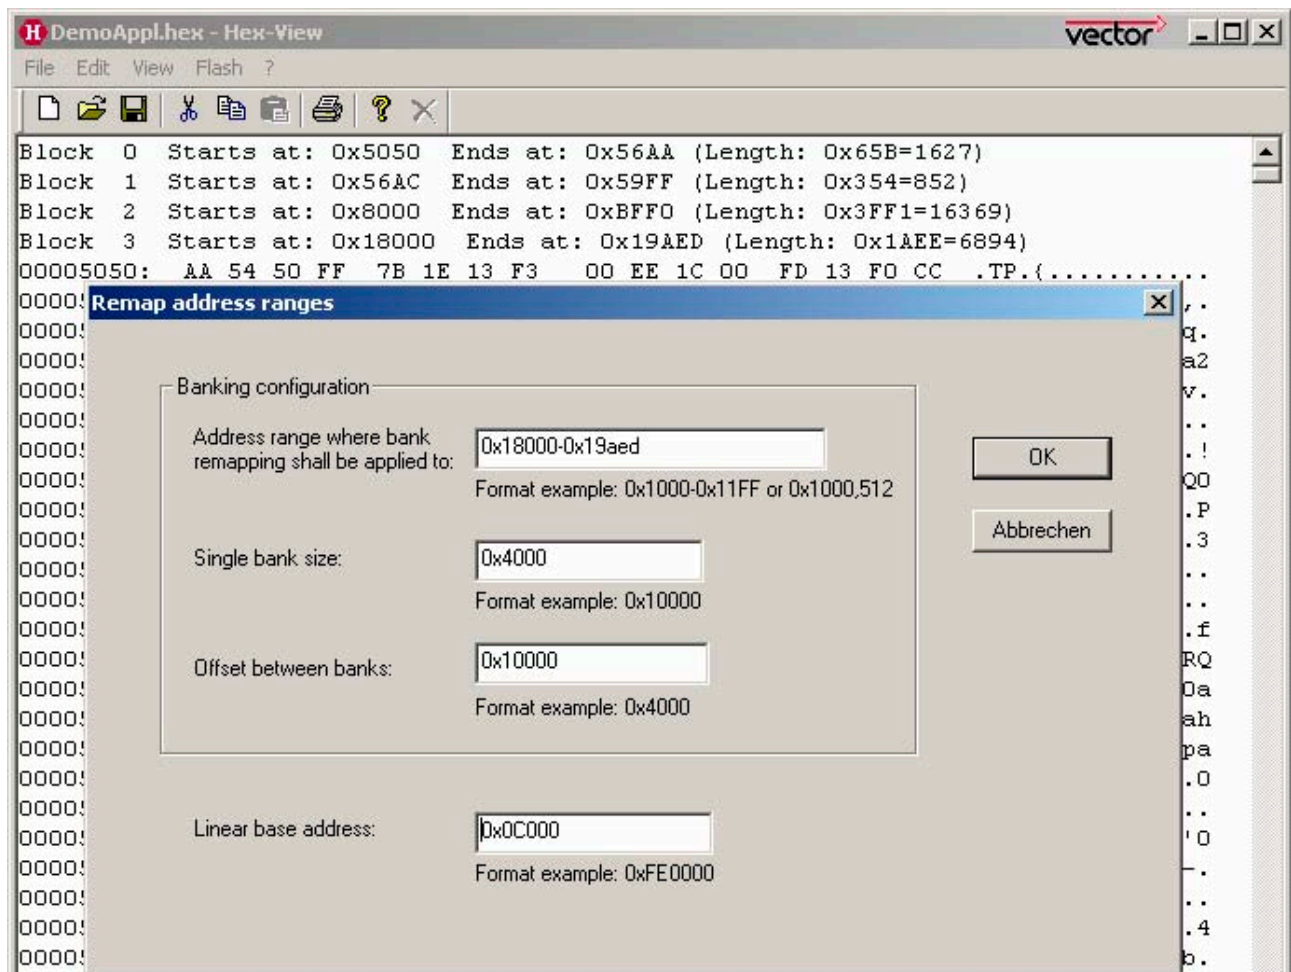 DemoAppl.hex - Hex-View
vector
File Edit View Flash ?
Block 0 Starts at: 0x5050 Ends at: 0x56AA (Length: 0x65B=1627)
Block 1 Starts at: 0x56AC Ends at: 0x59FF (Length: 0x354=852)
Block 2 Starts at: 0x8000 Ends at: 0xBFF0 (Length: 0x3FF1=16369)
Block 3 Starts at: 0x18000 Ends at: 0x19AED (Length: 0x1AEE=6894)
00005050: AA 54 50 FF 7B 1E 13 F3 00 EE 1C 00 FD 13 F0 CC .TP.{...........
Remap address ranges
Banking configuration
Address range where bank
remapping shall be applied to:
0x18000-0x19aed
Format example: 0x1000-0x11FF or 0x1000,512
Single bank size:
0x4000
Format example: 0x10000
Offset between banks:
0x10000
Format example: 0x4000
Linear base address:
0x0C000
Format example: 0xFE0000
OK
Abbrechen